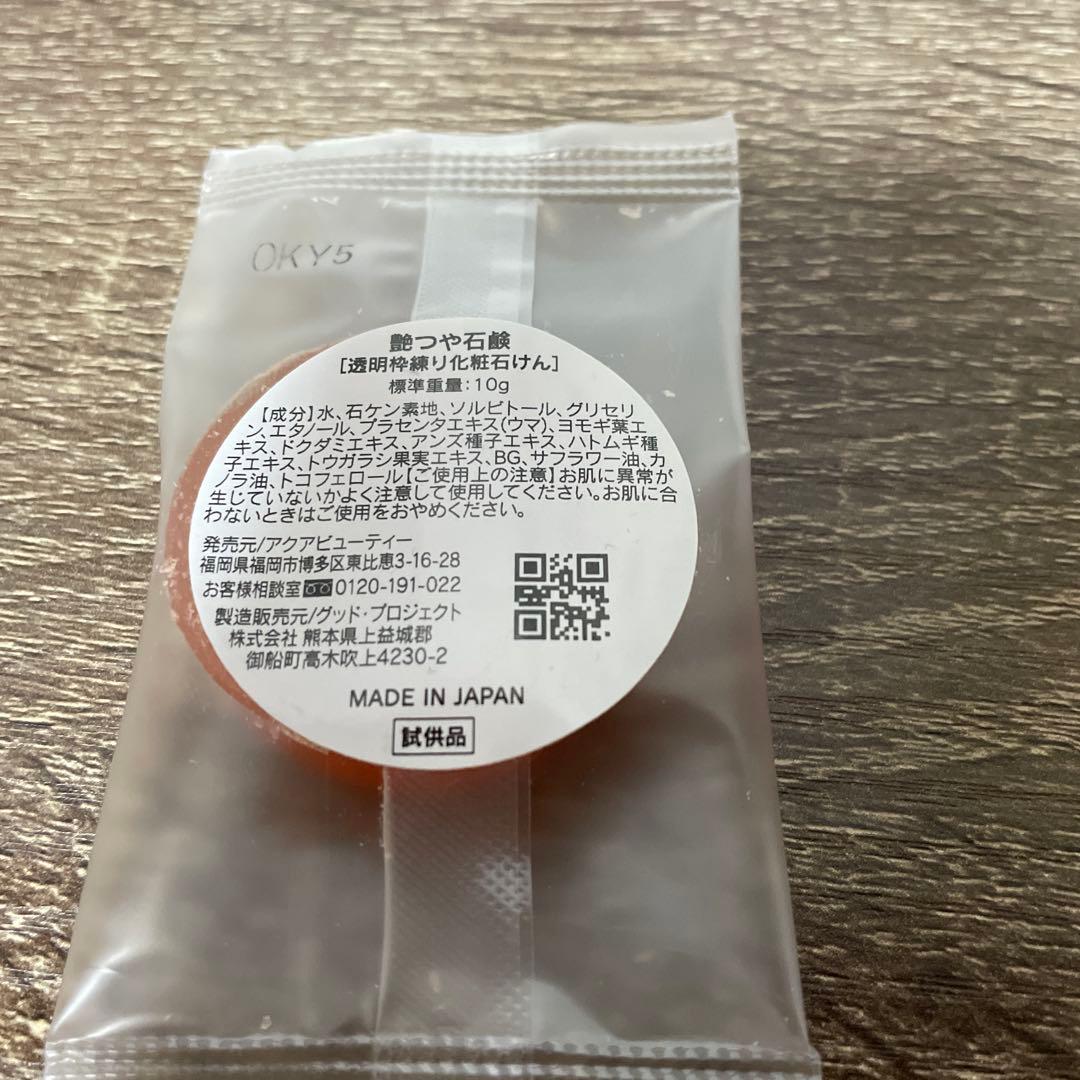 OKY5
艶つや石鹸
[透明枠練り化粧石けん]
標準重量:10g
【成分】水、石ケン素地、ソルビトール、グリセリ
ン、エタノール、プラセンタエキス(ウマ)、ヨモギ葉エ
キス、ドクダミエキス、アンズ種子エキス、ハトムギ種
子エキス、トウガラシ果実エキス、BG、サフラワー油、カ
ノラ油、トコフェロール【ご使用上の注意】お肌に異常が
生じていないかよく注意して使用してください。お肌に合
わないときはご使用をおやめください。
発売元/アクアビューティー
福岡県福岡市博多区東比恵3-16-28
お客様相談室 0120-191-022
製造販売元/グッド・プロジェクト
株式会社 熊本県上益城郡
御船町高木吹上4230-2
MADE IN JAPAN
試供品